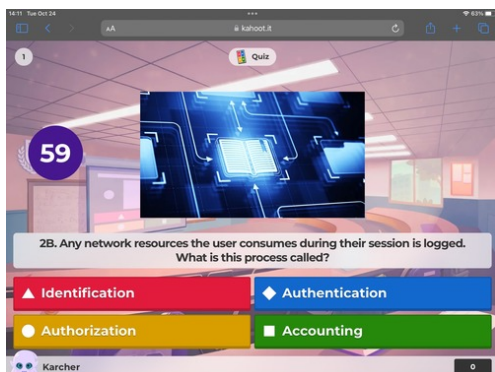 14:11 Tue Oct 24
63%
AA
kahoot.it
1
Quiz
59
2B. Any network resources the user consumes during their session is logged.
What is this process called?
Identification
Authentication
Authorization
Accounting
Karcher
0